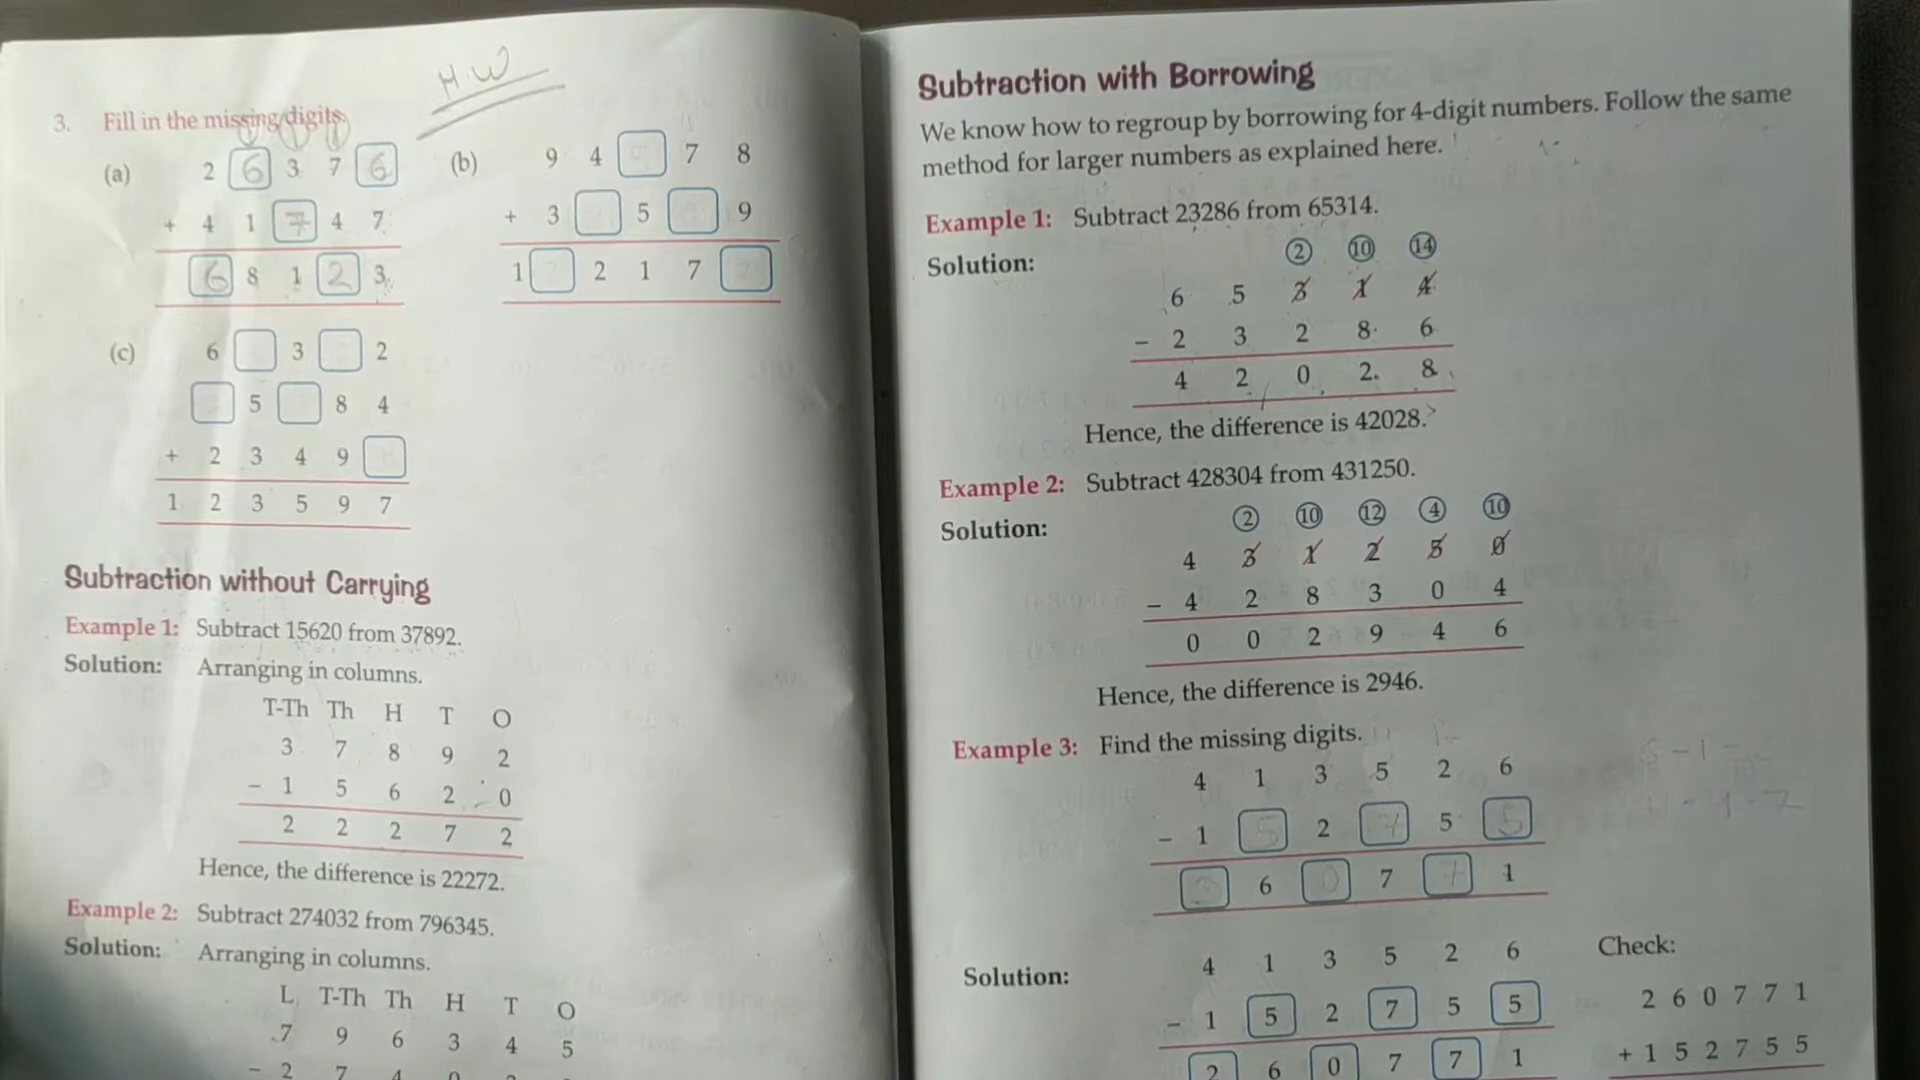 H.W
3. Fill in the missing digits.
(a) 2 6 3 7 6
+ 4 1 7 4 7
6 8 1 2 3
(b) 9 4 7 8
+ 3 5 9
1 2 1 7
(c) 6 3 2
5 8 4
+ 2 3 4 9
1 2 3 5 9 7
Subtraction without Carrying
Example 1: Subtract 15620 from 37892.
Solution: Arranging in columns.
T-Th Th H T O
3 7 8 9 2
- 1 5 6 2 0
2 2 2 7 2
Hence, the difference is 22272.
Example 2: Subtract 274032 from 796345.
Solution: Arranging in columns.
L T-Th Th H T O
7 9 6 3 4 5
- 2 7 4 0 3
Subtraction with Borrowing
We know how to regroup by borrowing for 4-digit numbers. Follow the same
method for larger numbers as explained here.
Example 1: Subtract 23286 from 65314.
Solution:
2 10 14
6 5 3 1 4
- 2 3 2 8 6
4 2 0 2 8
Hence, the difference is 42028.
Example 2: Subtract 428304 from 431250.
Solution:
2 10 12 4 10
4 3 1 2 5 0
- 4 2 8 3 0 4
0 0 2 9 4 6
Hence, the difference is 2946.
Example 3: Find the missing digits.
4 1 3 5 2 6
- 1 5 2 7 5 5
6 0 7 7 1
Solution:
4 1 3 5 2 6
- 1 5 2 7 5 5
2 6 0 7 7 1
Check:
2 6 0 7 7 1
+ 1 5 2 7 5 5